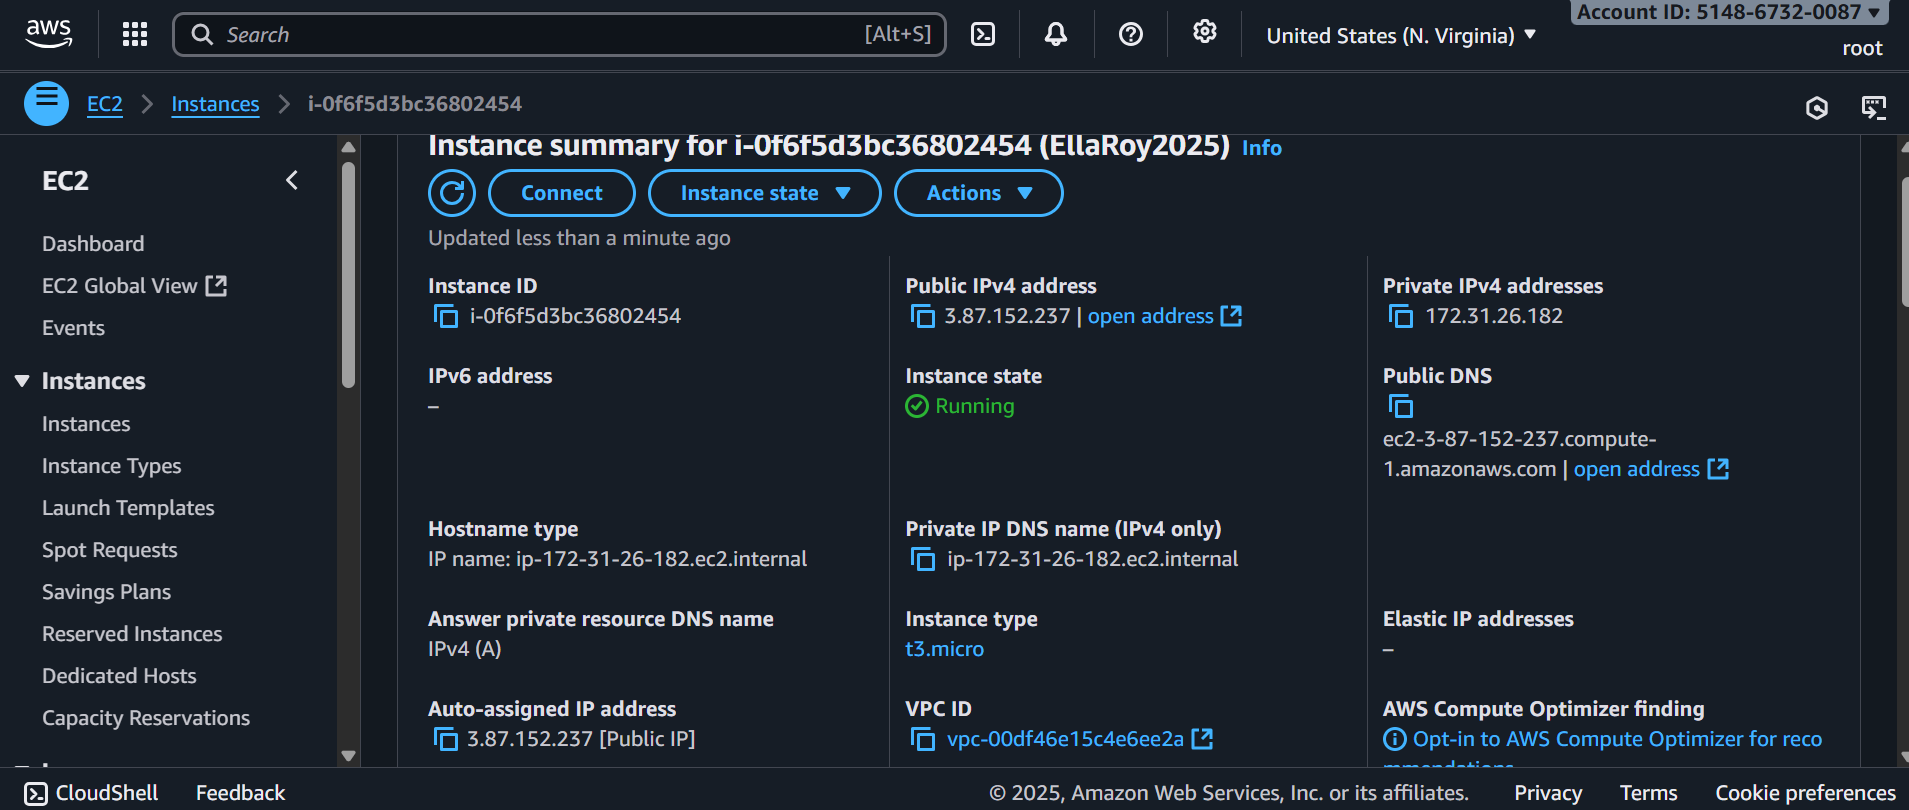 aws
Search
[Alt+S]
United States (N. Virginia)
Account ID: 5148-6732-0087
root
EC2
Instances
i-0f6f5d3bc36802454
EC2
Dashboard
EC2 Global View
Events
Instances
Instances
Instance Types
Launch Templates
Spot Requests
Savings Plans
Reserved Instances
Dedicated Hosts
Capacity Reservations
Instance summary for i-0f6f5d3bc36802454 (EllaRoy2025) Info
Connect
Instance state
Actions
Updated less than a minute ago
Instance ID
i-0f6f5d3bc36802454
Public IPv4 address
3.87.152.237 | open address
Private IPv4 addresses
172.31.26.182
IPv6 address
–
Instance state
Running
Public DNS
ec2-3-87-152-237.compute-
1.amazonaws.com | open address
Hostname type
IP name: ip-172-31-26-182.ec2.internal
Private IP DNS name (IPv4 only)
ip-172-31-26-182.ec2.internal
Answer private resource DNS name
IPv4 (A)
Instance type
t3.micro
Elastic IP addresses
–
Auto-assigned IP address
3.87.152.237 [Public IP]
VPC ID
vpc-00df46e15c4e6ee2a
AWS Compute Optimizer finding
Opt-in to AWS Compute Optimizer for reco
mmendations
CloudShell
Feedback
© 2025, Amazon Web Services, Inc. or its affiliates.
Privacy
Terms
Cookie preferences